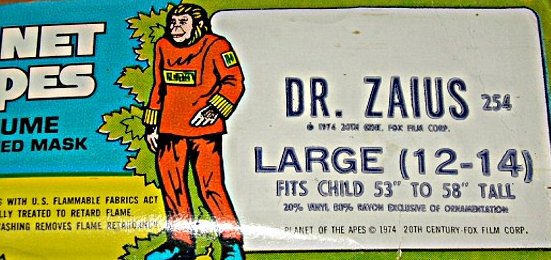 NET
PES
UME
ED MASK
S WITH U.S. FLAMMABLE FABRICS ACT
LLY TREATED TO RETARD FLAME
ASHING REMOVES FLAME
DR. ZAIUS 254
© 1974 20TH CENT. FOX FILM CORP.
LARGE (12-14)
FITS CHILD 53" TO 58" TALL
20% VINYL 80% RAYON EXCLUSIVE OF ORNAMENTATION
PLANET OF THE APES © 1974 20TH CENTURY-FOX FILM CORP.